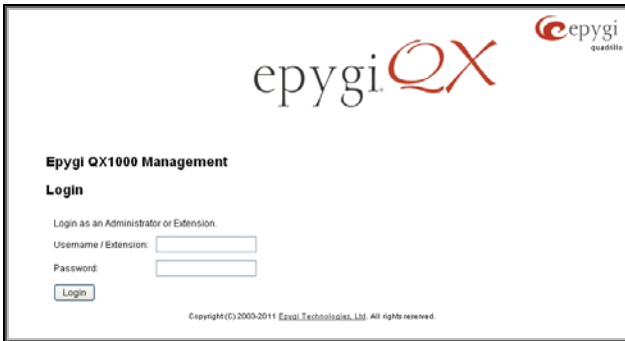 epygi
quadrillo
epygi QX
Epygi QX1000 Management
Login
Login as an Administrator or Extension.
Username / Extension:
Password:
Login
Copyright (C) 2003-2011 Epygi Technologies, Ltd. All rights reserved.